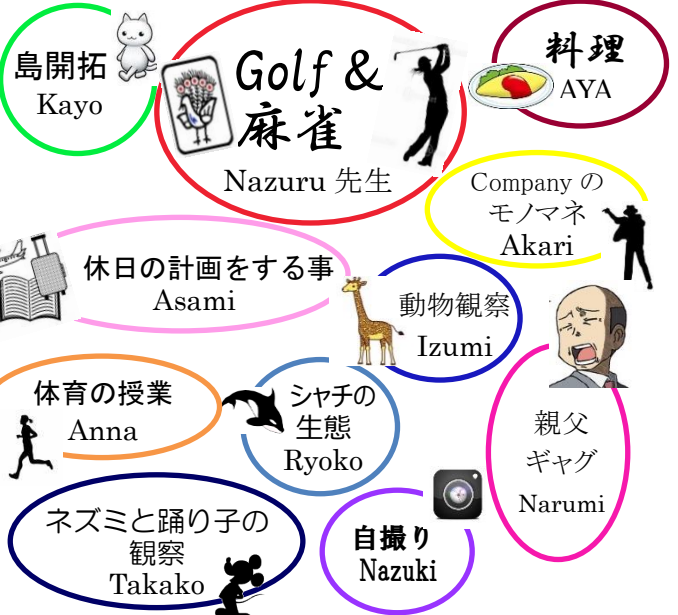 島開拓
Kayo
Golf &
麻雀
Nazuru 先生
料理
AYA
Company の
モノマネ
Akari
休日の計画をする事
Asami
動物観察
Izumi
体育の授業
Anna
シャチの
生態
Ryoko
親父
ギャグ
Narumi
ネズミと踊り子の
観察
Takako
自撮り
Nazuki